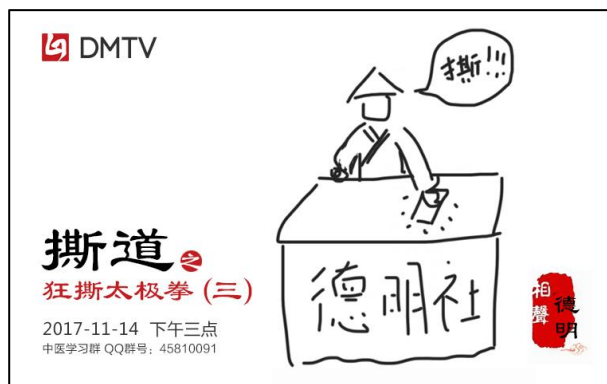 DMTV
撕!!!
撕道之
狂撕太极拳(三)
2017-11-14 下午三点
中医学习群 QQ群号：45810091
德明社
相聲
德明